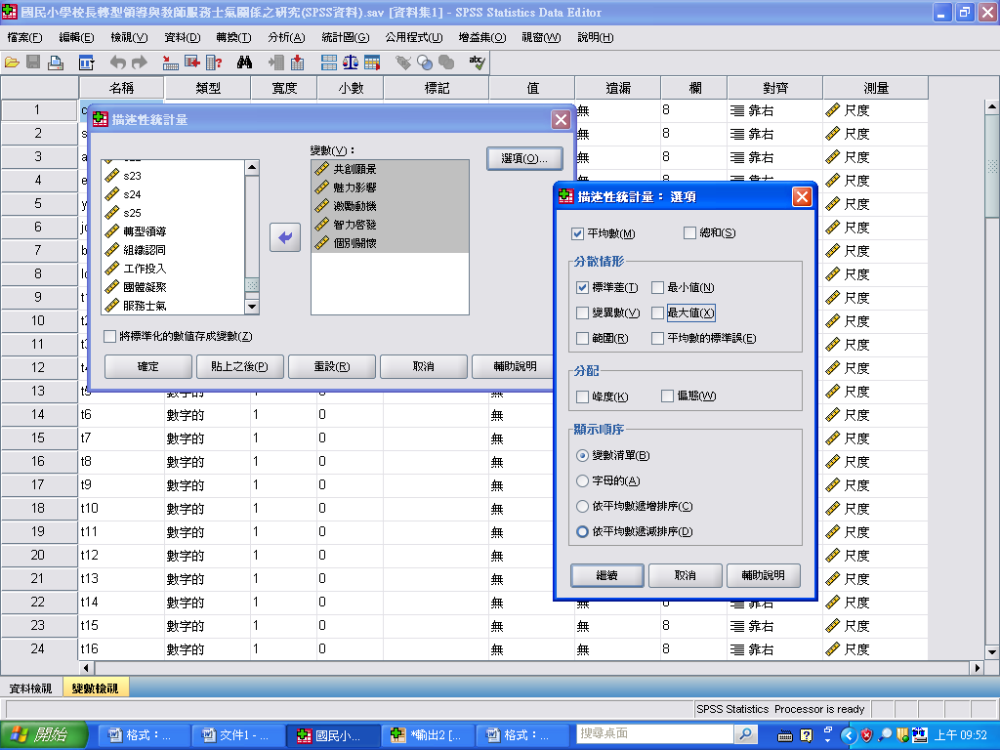 國民小學校長轉型領導與教師服務士氣關係之研究(SPSS資料).sav [資料集1] - SPSS Statistics Data Editor
檔案(F) 編輯(E) 檢視(V) 資料(D) 轉換(T) 分析(A) 統計圖(G) 公用程式(U) 增益集(O) 視窗(W) 說明(H)
名稱 類型 寬度 小數 標記 值 遺漏 欄 對齊 測量
1 無 8 靠右 尺度
2 靠右 尺度
3 靠右 尺度
4 靠右 尺度
5 尺度
6 尺度
7 尺度
8 尺度
9 尺度
10 尺度
11 尺度
12 尺度
13 尺度
14 t6 數字的 1 0 無 尺度
15 t7 數字的 1 0 無 尺度
16 t8 數字的 1 0 無 尺度
17 t9 數字的 1 0 無 尺度
18 t10 數字的 1 0 無 尺度
19 t11 數字的 1 0 無 尺度
20 t12 數字的 1 0 無 尺度
21 t13 數字的 1 0 無 尺度
22 t14 數字的 1 0 無 無 8 靠右 尺度
23 t15 數字的 1 0 無 無 8 靠右 尺度
24 t16 數字的 1 0 無 無 8 靠右 尺度
描述性統計量
s23
s24
s25
轉型領導
組織認同
工作投入
團體凝聚
服務士氣
變數(V)：
共創願景
魅力影響
激勵動機
智力啓發
個別關懷
選項(O)...
將標準化的數值存成變數(Z)
確定 貼上之後(P) 重設(R) 取消 輔助說明
描述性統計量： 選項
平均數(M) 總和(S)
分散情形
標準差(T) 最小值(N)
變異數(V) 最大值(X)
範圍(R) 平均數的標準誤(E)
分配
峰度(K) 偏態(W)
顯示順序
變數清單(B)
字母的(A)
依平均數遞增排序(C)
依平均數遞減排序(D)
繼續 取消 輔助說明
資料檢視 變數檢視
SPSS Statistics Processor is ready
開始 格式：... 文件1 - ... 國民小... *輸出2 [... 格式：... 搜尋桌面 上午 09:52